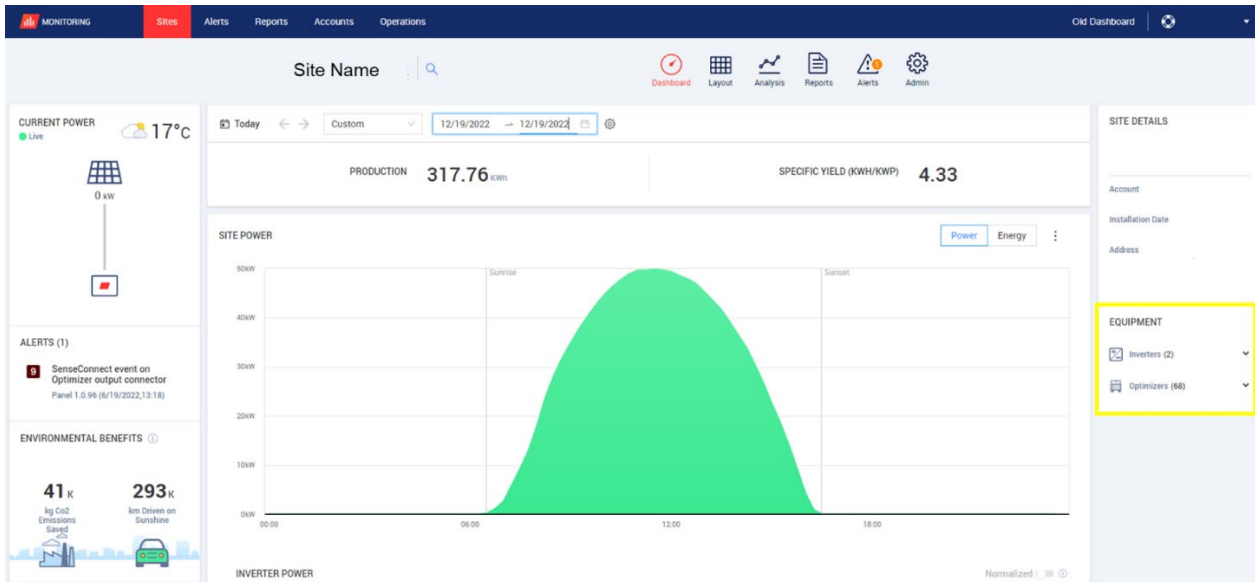 MONITORING
Sites
Alerts
Reports
Accounts
Operations
Old Dashboard
Site Name
Dashboard
Layout
Analysis
Reports
Alerts
Admin
CURRENT POWER
Live
17°c
0 kW
ALERTS (1)
9
SenseConnect event on
Optimizer output connector
Panel 1.0.96 (6/19/2022,13:18)
ENVIRONMENTAL BENEFITS
41 K
kg Co2
Emissions
Saved
293 K
km Driven on
Sunshine
Today
Custom
12/19/2022 → 12/19/2022
PRODUCTION 317.76 KWh
SPECIFIC YIELD (KWH/KWP) 4.33
SITE POWER
Power
Energy
50kW
40kW
30kW
20kW
10kW
0kW
Sunrise
Sunset
00:00
06:00
12:00
18:00
INVERTER POWER
Normalized
SITE DETAILS
Account
Installation Date
Address
EQUIPMENT
Inverters (2)
Optimizers (68)